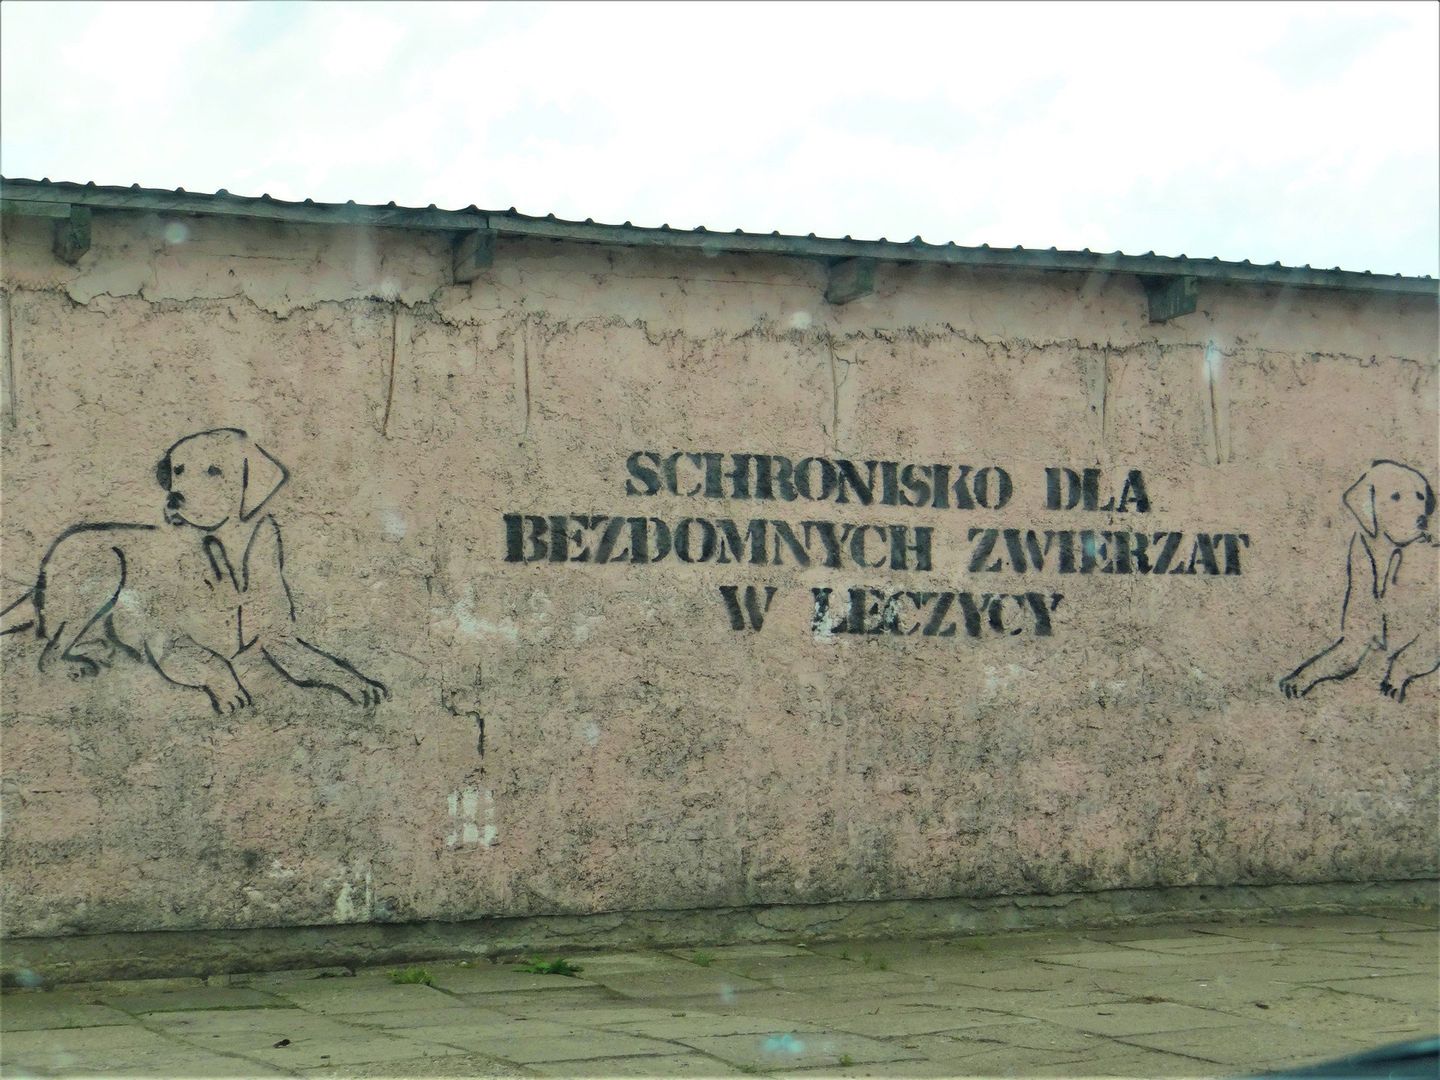 SCHRONISKO DLA
BEZDOMNYCH ZWIERZAT
W LECZYCY